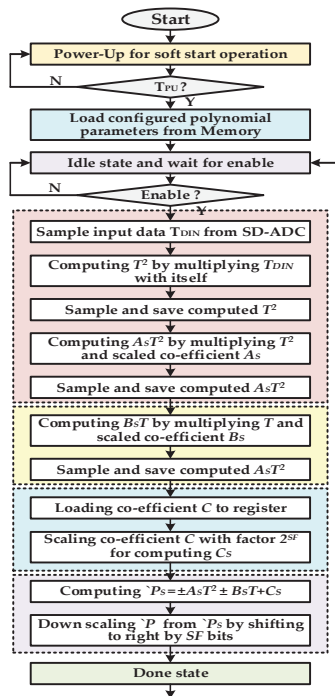 Start
Power-Up for soft start operation
N
TPU ?
Y
Load configured polynomial
parameters from Memory
Idle state and wait for enable
N
Enable ?
Y
Sample input data TDIN from SD-ADC
Computing T² by multiplying TDIN
with itself
Sample and save computed T²
Computing AsT² by multiplying T²
and scaled co-efficient As
Sample and save computed AsT²
Computing BsT by multiplying T and
scaled co-efficient Bs
Sample and save computed AsT²
Loading co-efficient C to register
Scaling co-efficient C with factor 2^SF
for computing Cs
Computing `Ps=±AsT² ± BsT+Cs
Down scaling `P from `Ps by shifting
to right by SF bits
Done state